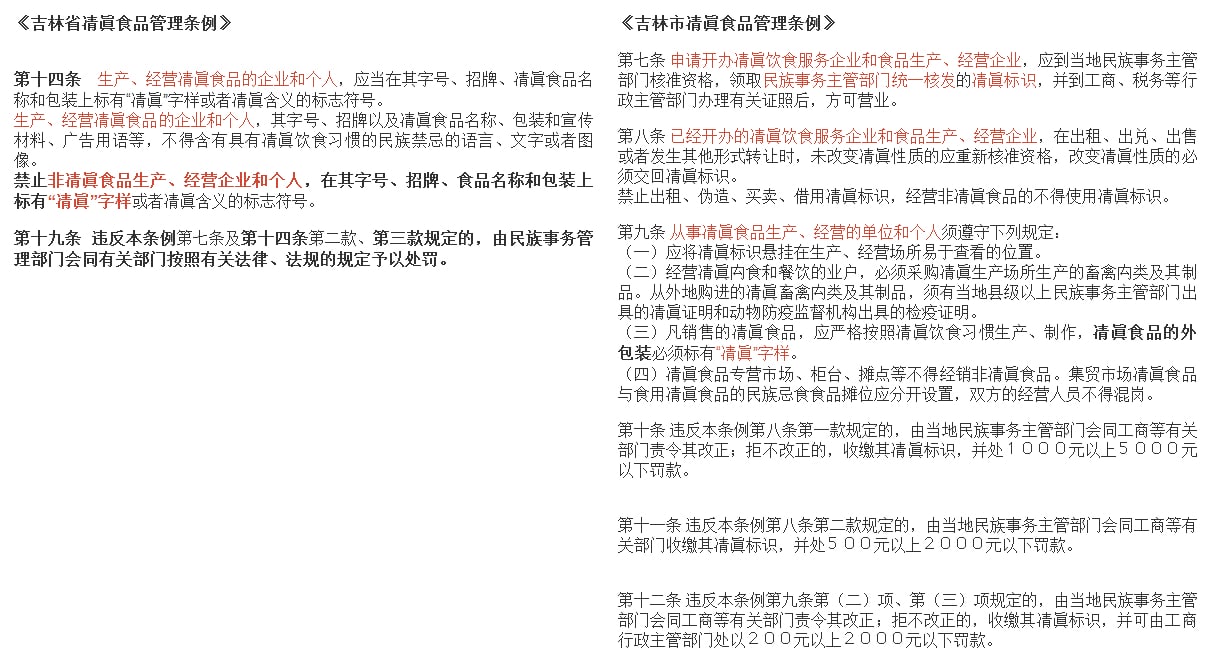 《吉林省清眞食品管理条例》
第十四条 生产、经营清眞食品的企业和个人，应当在其字号、招牌、清眞食品名
称和包装上标有“清眞”字样或者清眞含义的标志符号。
生产、经营清眞食品的企业和个人，其字号、招牌以及清眞食品名称、包装和宣传
材料、广告用语等，不得含有具有清眞饮食习惯的民族禁忌的语言、文字或者图
像。
禁止非清眞食品生产、经营企业和个人，在其字号、招牌、食品名称和包装上
标有“清眞”字样或者清眞含义的标志符号。
第十九条 违反本条例第七条及第十四条第二款、第三款规定的，由民族事务管
理部门会同有关部门按照有关法律、法规的规定予以处罚。
《吉林市清眞食品管理条例》
第七条 申请开办清眞饮食服务企业和食品生产、经营企业，应到当地民族事务主管
部门核准资格，领取民族事务主管部门统一核发的清眞标识，并到工商、税务等行
政主管部门办理有关证照后，方可营业。
第八条 已经开办的清眞饮食服务企业和食品生产、经营企业，在出租、出兑、出售
或者发生其他形式转让时，未改变清眞性质的应重新核准资格，改变清眞性质的必
须交回清眞标识。
禁止出租、伪造、买卖、借用清眞标识，经营非清眞食品的不得使用清眞标识。
第九条 从事清眞食品生产、经营的单位和个人须遵守下列规定：
（一）应将清眞标识悬挂在生产、经营场所易于查看的位置。
（二）经营清眞肉食和餐饮的业户，必须采购清眞生产场所生产的畜禽肉类及其制
品。从外地购进的清眞畜禽肉类及其制品，须有当地县级以上民族事务主管部门出
具的清眞证明和动物防疫监督机构出具的检疫证明。
（三）凡销售的清眞食品，应严格按照清眞饮食习惯生产、制作，清眞食品的外
包装必须标有“清眞”字样。
（四）清眞食品专营市场、柜台、摊点等不得经销非清眞食品。集贸市场清眞食品
与食用清眞食品的民族忌食食品摊位应分开设置，双方的经营人员不得混岗。
第十条 违反本条例第八条第一款规定的，由当地民族事务主管部门会同工商等有关
部门责令其改正；拒不改正的，收缴其清眞标识，并处１０００元以上５０００元
以下罚款。
第十一条 违反本条例第八条第二款规定的，由当地民族事务主管部门会同工商等有
关部门收缴其清眞标识，并处５００元以上２０００元以下罚款。
第十二条 违反本条例第九条第（二）项、第（三）项规定的，由当地民族事务主管
部门会同工商等有关部门责令其改正；拒不改正的，收缴其清眞标识，并可由工商
行政主管部门处以２００元以上２０００元以下罚款。